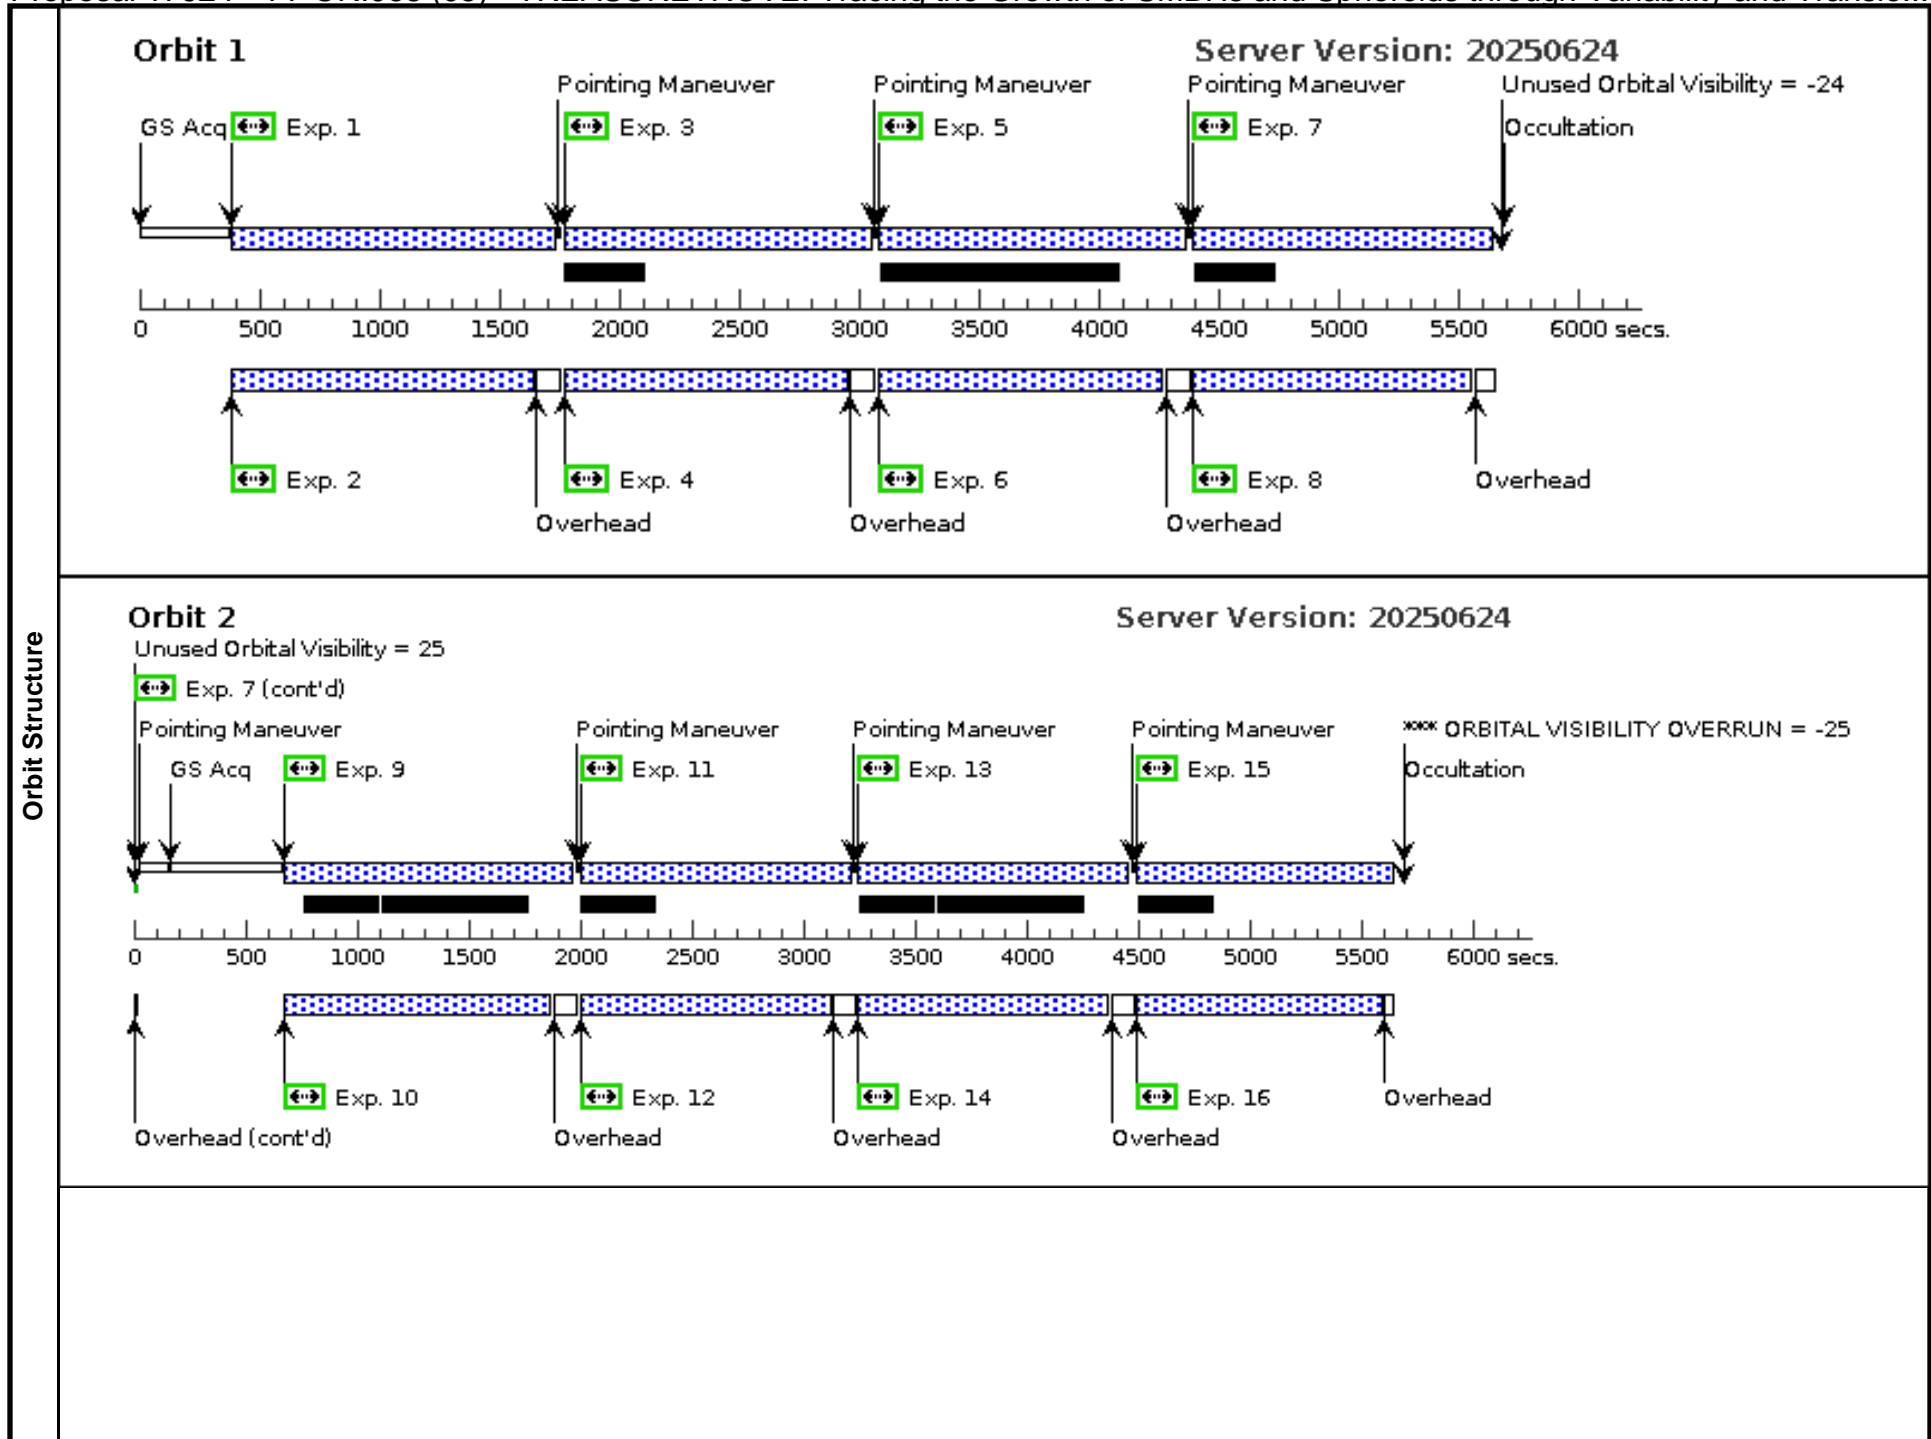 Orbit Structure
Orbit 1 Server Version: 20250624
Pointing Maneuver Pointing Maneuver Pointing Maneuver Unused Orbital Visibility = -24
GS Acq Exp. 1 Exp. 3 Exp. 5 Exp. 7 Occultation
0 500 1000 1500 2000 2500 3000 3500 4000 4500 5000 5500 6000 secs.
Exp. 2 Exp. 4 Exp. 6 Exp. 8 Overhead
Overhead Overhead Overhead
Orbit 2 Server Version: 20250624
Unused Orbital Visibility = 25
Exp. 7 (cont'd)
Pointing Maneuver Pointing Maneuver Pointing Maneuver Pointing Maneuver *** ORBITAL VISIBILITY OVERRUN = -25
GS Acq Exp. 9 Exp. 11 Exp. 13 Exp. 15 Occultation
0 500 1000 1500 2000 2500 3000 3500 4000 4500 5000 5500 6000 secs.
Exp. 10 Exp. 12 Exp. 14 Exp. 16 Overhead
Overhead (cont'd) Overhead Overhead Overhead